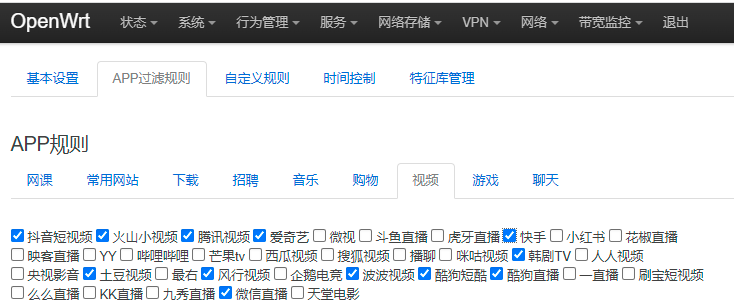 OpenWrt 状态 系统 行为管理 服务 网络存储 VPN 网络 带宽监控 退出
基本设置 APP过滤规则 自定义规则 时间控制 特征库管理
APP规则
网课 常用网站 下载 招聘 音乐 购物 视频 游戏 聊天
抖音短视频 火山小视频 腾讯视频 爱奇艺 微视 斗鱼直播 虎牙直播 快手 小红书 花椒直播
映客直播 YY 哔哩哔哩 芒果tv 西瓜视频 搜狐视频 播聊 咪咕视频 韩剧TV 人人视频
央视影音 土豆视频 最右 风行视频 企鹅电竞 波波视频 酷狗短酷 酷狗直播 一直播 刷宝短视频
么么直播 KK直播 九秀直播 微信直播 天堂电影